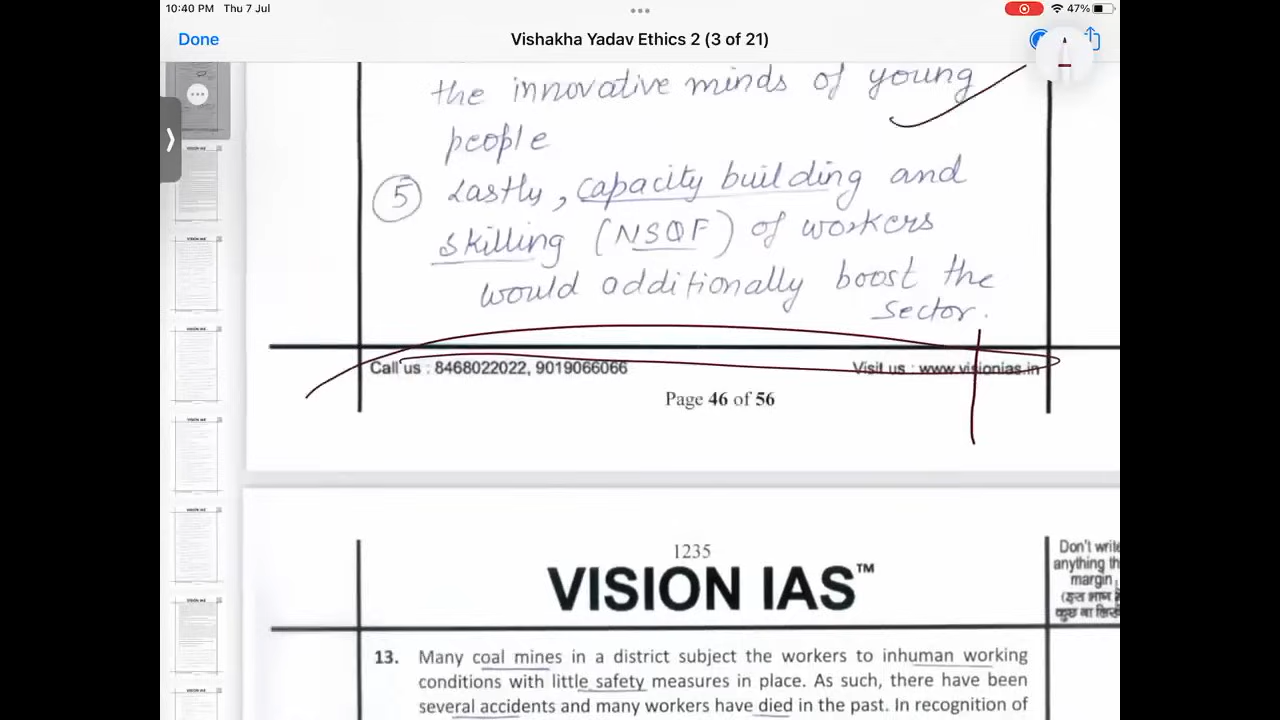 10:40 PM Thu 7 Jul
47%
Done
Vishakha Yadav Ethics 2 (3 of 21)
the innovative minds of young
people
5 Lastly, capacity building and
skilling (NSQF) of workers
would additionally boost the
sector.
Call us : 8468022022, 9019066066 Visit us : www.visionias.in
Page 46 of 56
1235
VISION IAS™
Don't write
anything th
margin
(इस भाग में
कुछ ना लिखें
13. Many coal mines in a district subject the workers to inhuman working
conditions with little safety measures in place. As such, there have been
several accidents and many workers have died in the past. In recognition of